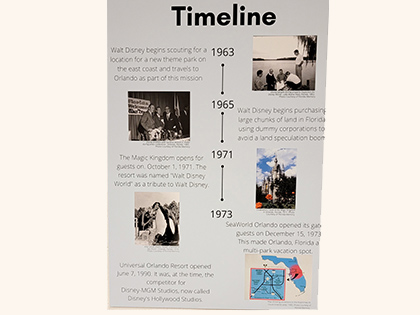 Timeline
Walt Disney begins scouting for a
location for a new theme park on
the east coast and travels to
Orlando as part of this mission
1963
1965
Walt Disney begins purchasing
large chunks of land in Florida
using dummy corporations to
avoid a land speculation boom
The Magic Kingdom opens for
guests on. October 1, 1971. The
resort was named "Walt Disney
World" as a tribute to Walt Disney.
1971
1973
SeaWorld Orlando opened its gate
guests on December 15, 1973
This made Orlando, Florida a
multi park vacation spot
Universal Orlando Resort opened
June 7, 1990. It was, at the time, the
competitor for
Disney MGM Studios, now called
Disney's Hollywood Studios